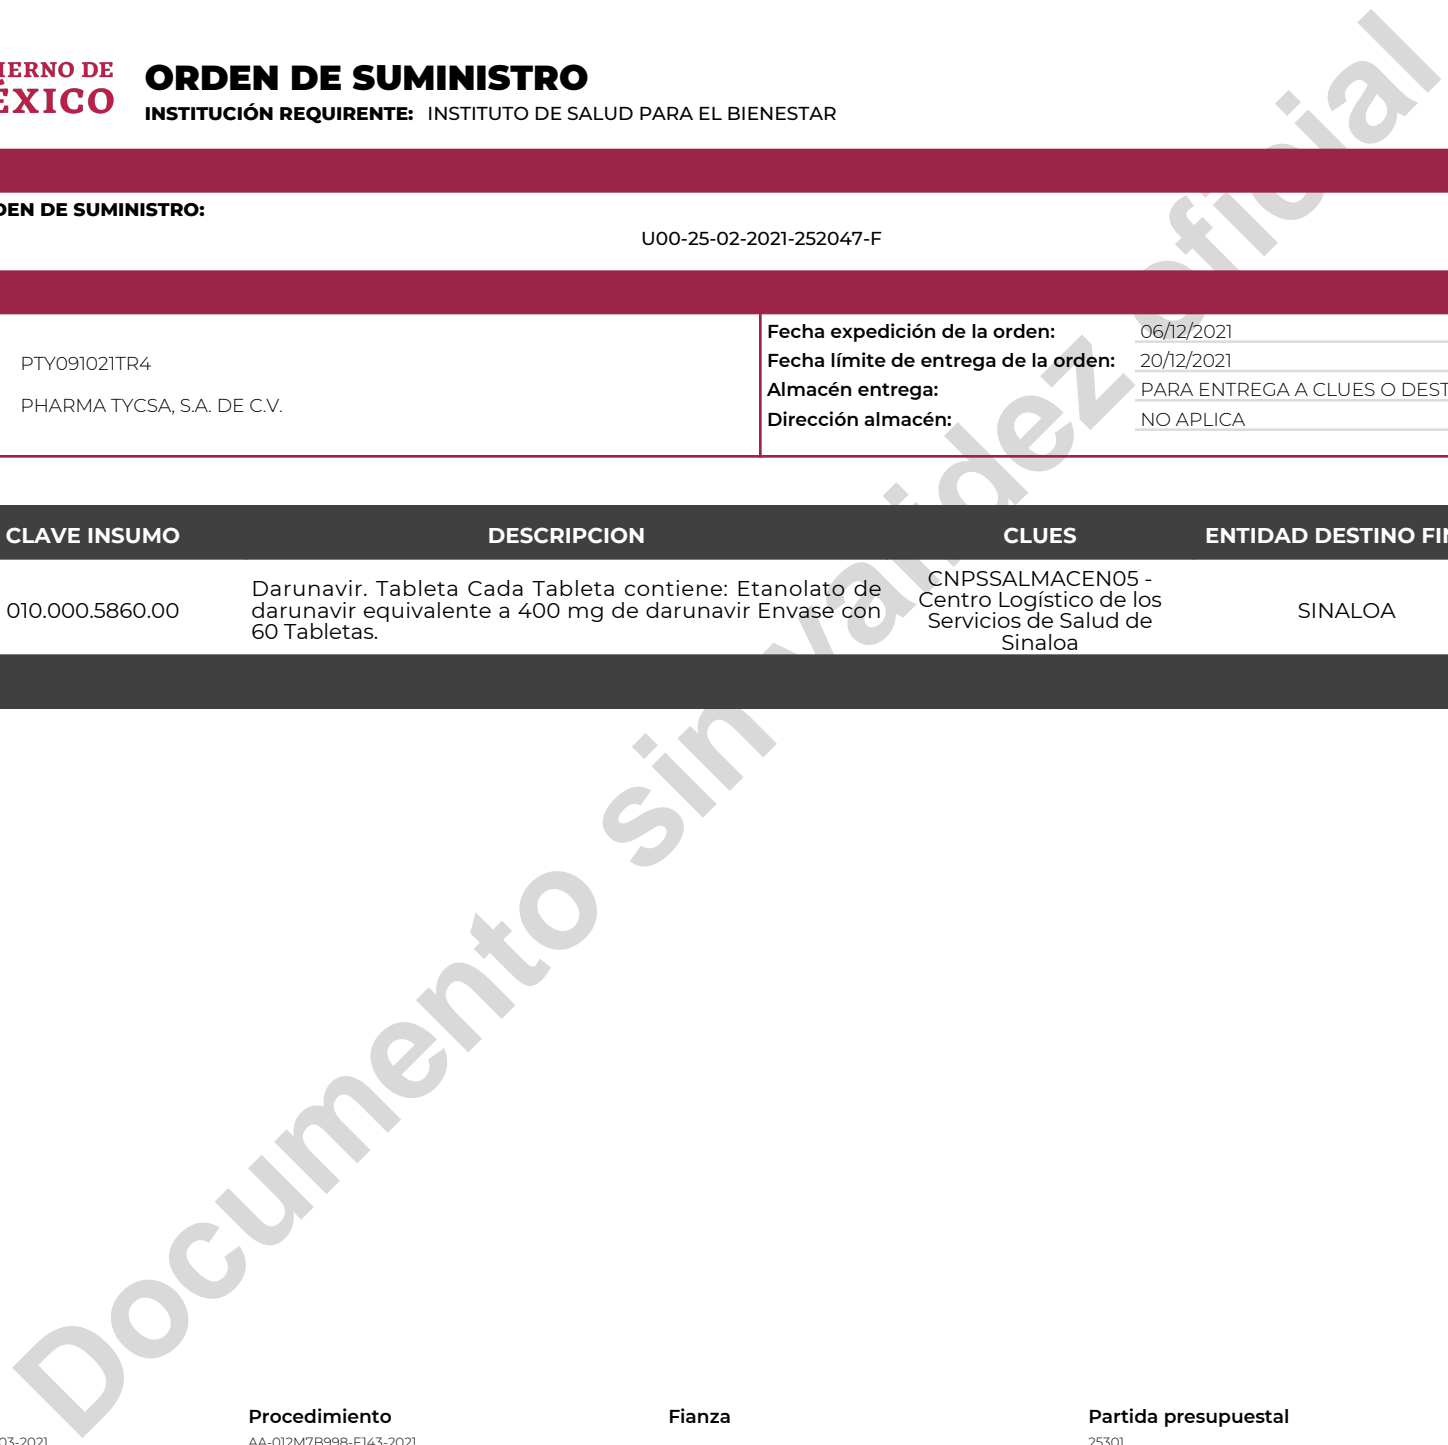 IERNO DE
ÉXICO
ORDEN DE SUMINISTRO
INSTITUCIÓN REQUIRENTE: INSTITUTO DE SALUD PARA EL BIENESTAR
DEN DE SUMINISTRO:
U00-25-02-2021-252047-F
PTY091021TR4
PHARMA TYCSA, S.A. DE C.V.
Fecha expedición de la orden: 06/12/2021
Fecha límite de entrega de la orden: 20/12/2021
Almacén entrega: PARA ENTREGA A CLUES O DEST
Dirección almacén: NO APLICA
CLAVE INSUMO DESCRIPCION CLUES ENTIDAD DESTINO FIN
010.000.5860.00
Darunavir. Tableta Cada Tableta contiene: Etanolato de
darunavir equivalente a 400 mg de darunavir Envase con
60 Tabletas.
CNPSSALMACEN05 -
Centro Logístico de los
Servicios de Salud de
Sinaloa
SINALOA
Documento sin validez oficial
Procedimiento Fianza Partida presupuestal
03-2021 AA-012M7B998-E143-2021 25301